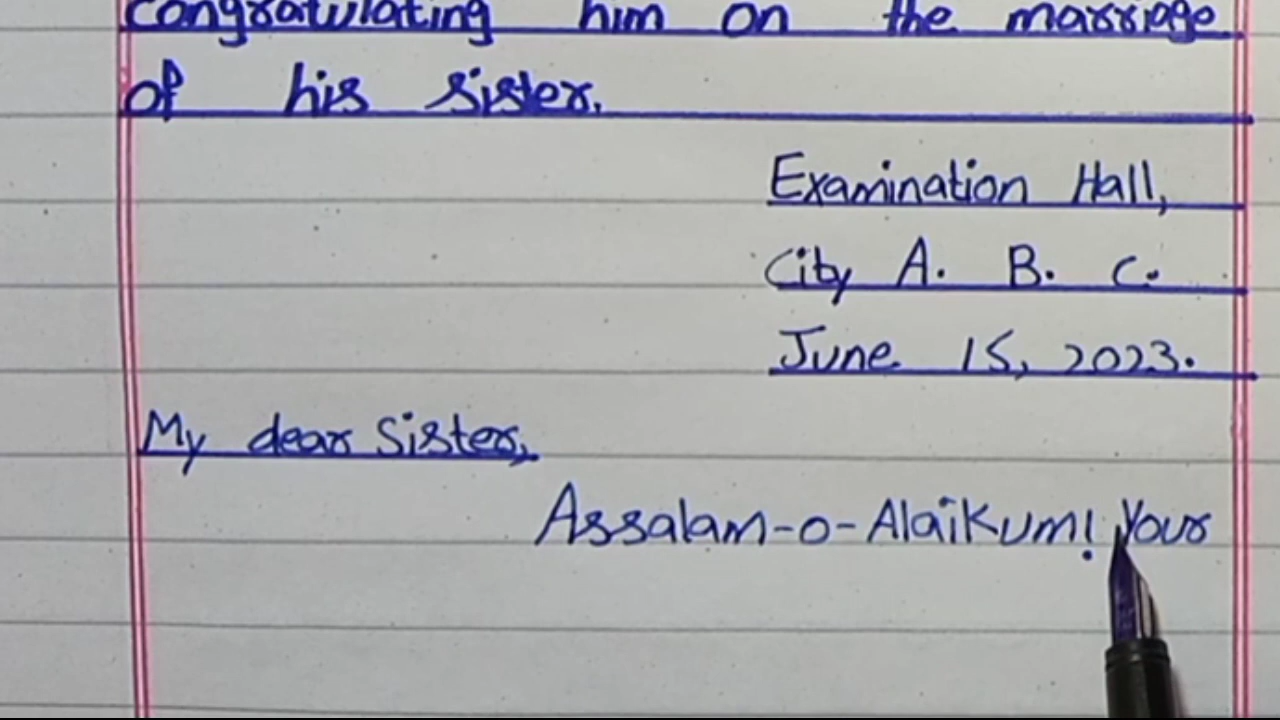 congratulating him on the marriage
of his sister.
Examination Hall,
City A. B. C.
June 15, 2023.
My dear Sister,
Assalam-o-Alaikum! Your